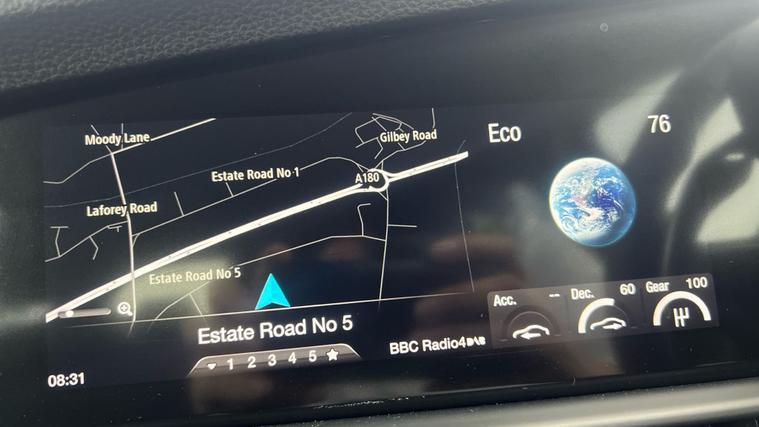 Moody Lane
Gilbey Road
Eco
76
Estate Road No 1
A180
Laforey Road
Estate Road No 5
Acc.
--
Dec.
60
Gear
100
Estate Road No 5
1 2 3 4 5
BBC Radio4
DAB
08:31